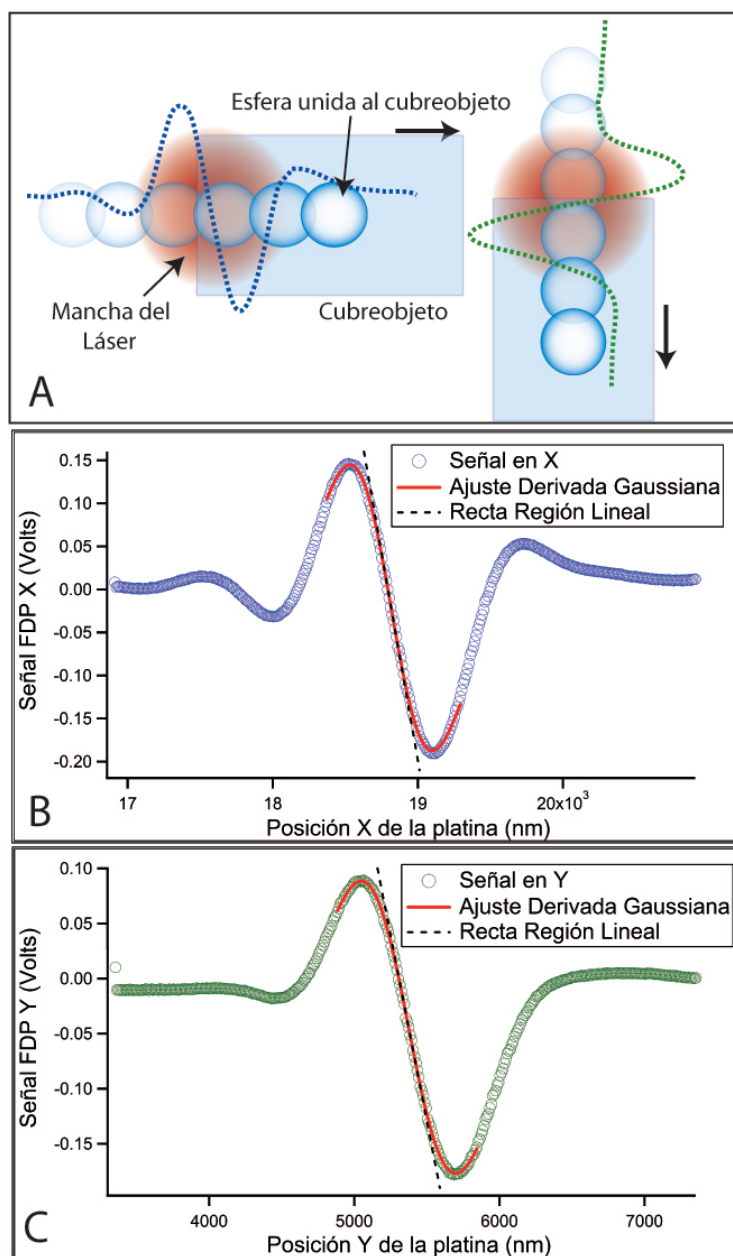 Esfera unida al cubreobjeto
Mancha del
Láser
Cubreobjeto
A
0.15
0.10
0.05
0.00
-0.05
-0.10
-0.15
-0.20
Señal FDP X (Volts)
Señal en X
Ajuste Derivada Gaussiana
Recta Región Lineal
17
18
19
20x10³
Posición X de la platina (nm)
B
0.10
0.05
0.00
-0.05
-0.10
-0.15
Señal FDP Y (Volts)
Señal en Y
Ajuste Derivada Gaussiana
Recta Región Lineal
4000
5000
6000
7000
Posición Y de la platina (nm)
C